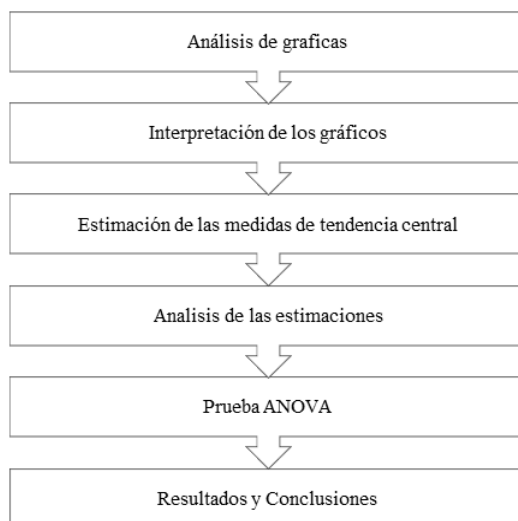 Análisis de graficas
Interpretación de los gráficos
Estimación de las medidas de tendencia central
Analisis de las estimaciones
Prueba ANOVA
Resultados y Conclusiones